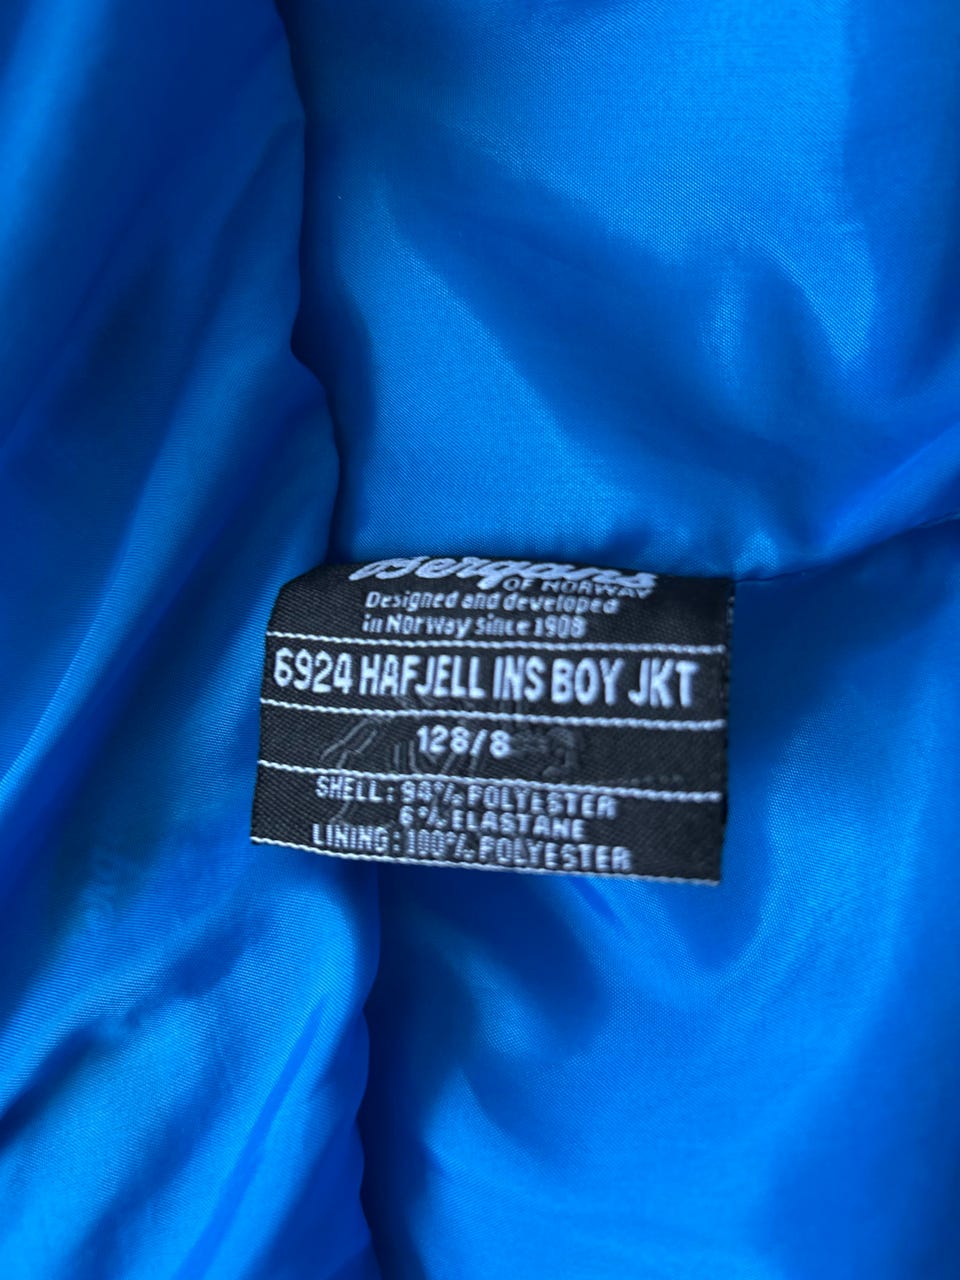 Bergans
OF NORWAY
Designed and developed
in Norway since 1908
6924 HAFJELL INS BOY JKT
128/8
SHELL: 94% POLYESTER
6% ELASTANE
LINING: 100% POLYESTER